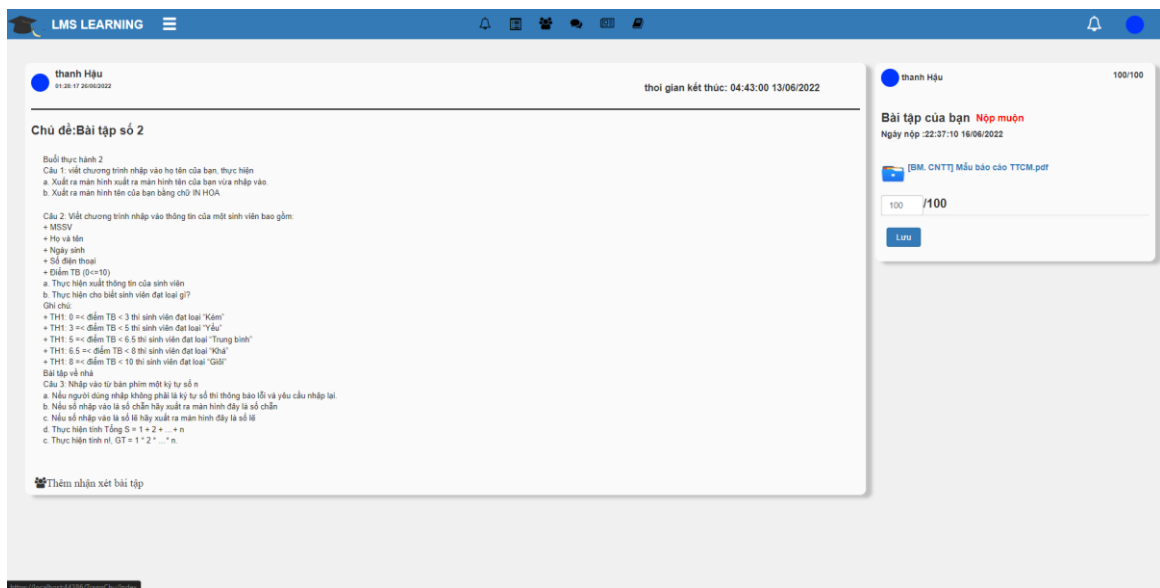 LMS LEARNING
thanh Hậu
01:28:17 26/06/2022
thoi gian kết thúc: 04:43:00 13/06/2022
Chủ đề:Bài tập số 2
Buổi thực hành 2
Câu 1: viết chương trình nhập vào họ tên của bạn, thực hiện
a. Xuất ra màn hình xuất ra màn hình tên của bạn vừa nhập vào.
b. Xuất ra màn hình tên của bạn bằng chữ IN HOA
Câu 2: Viết chương trình nhập vào thông tin của một sinh viên bao gồm:
+ MSSV
+ Họ và tên
+ Ngày sinh
+ Số điện thoại
+ Điểm TB (0<=10)
a. Thực hiện xuất thông tin của sinh viên
b. Thực hiện cho biết sinh viên đạt loại gì?
Ghi chú:
+ TH1: 0 =< điểm TB < 3 thì sinh viên đạt loại “Kém”
+ TH1: 3 =< điểm TB < 5 thì sinh viên đạt loại “Yếu”
+ TH1: 5 =< điểm TB < 6.5 thì sinh viên đạt loại “Trung bình”
+ TH1: 6.5 =< điểm TB < 8 thì sinh viên đạt loại “Khá”
+ TH1: 8 =< điểm TB < 10 thì sinh viên đạt loại “Giỏi”
Bài tập về nhà
Câu 3: Nhập vào từ bàn phím một ký tự số n
a. Nếu người dùng nhập không phải là ký tự số thì thông báo lỗi và yêu cầu nhập lại.
b. Nếu số nhập vào là số chẵn hãy xuất ra màn hình đây là số chẵn
c. Nếu số nhập vào là số lẽ hãy xuất ra màn hình đây là số lẽ
d. Thực hiện tính Tổng S = 1 + 2 + …+ n
c. Thực hiện tính n!, GT = 1 * 2 * …* n.
Thêm nhận xét bài tập
thanh Hậu
100/100
Bài tập của bạn Nộp muộn
Ngày nộp :22:37:10 16/06/2022
[BM. CNTT] Mẫu báo cáo TTCM.pdf
100 /100
Lưu
https://localhost:44386/TrangChu/Index